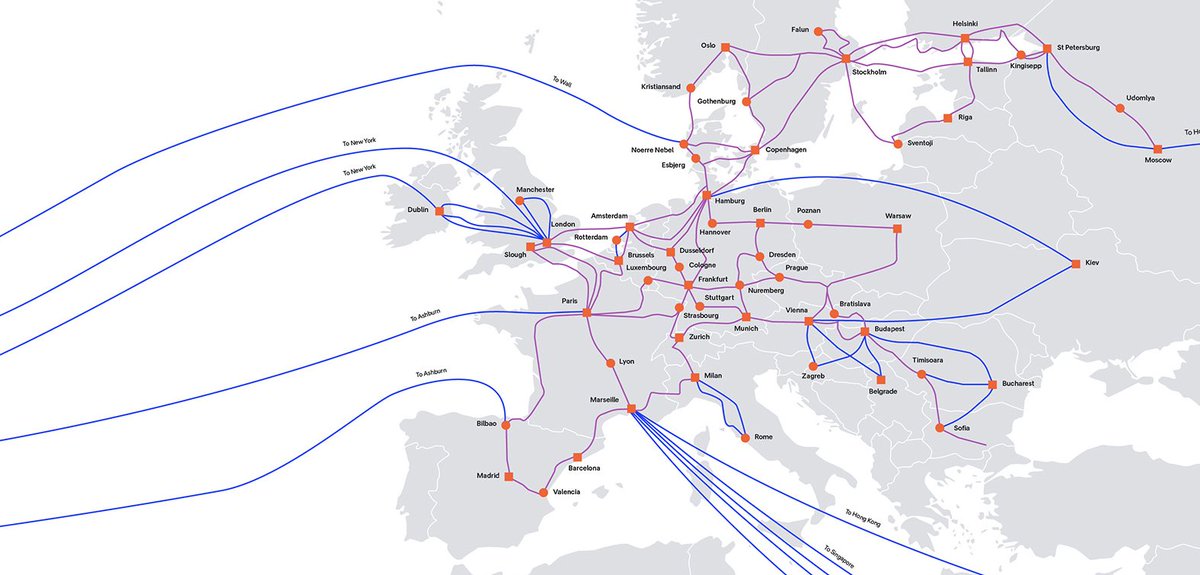 Falun
Helsinki
Oslo
St Petersburg
Stockholm
Tallinn
Kingisepp
To Wall
Kristiansand
Gothenburg
Udomlya
Riga
To H
To New York
Noerre Nebel
Copenhagen
Sventoji
Moscow
Esbjerg
To New York
Manchester
Hamburg
Dublin
Amsterdam
Berlin
Poznan
Warsaw
London
Rotterdam
Hannover
Slough
Brussels
Dusseldorf
Dresden
Kiev
Luxembourg
Cologne
Prague
Frankfurt
Nuremberg
Paris
Stuttgart
Bratislava
To Ashburn
Strasbourg
Vienna
Munich
Budapest
Zurich
Lyon
Timisoara
To Ashburn
Milan
Zagreb
Bucharest
Belgrade
Marseille
Bilbao
Sofia
Rome
Barcelona
Madrid
Valencia
To Hong Kong
To Singapore